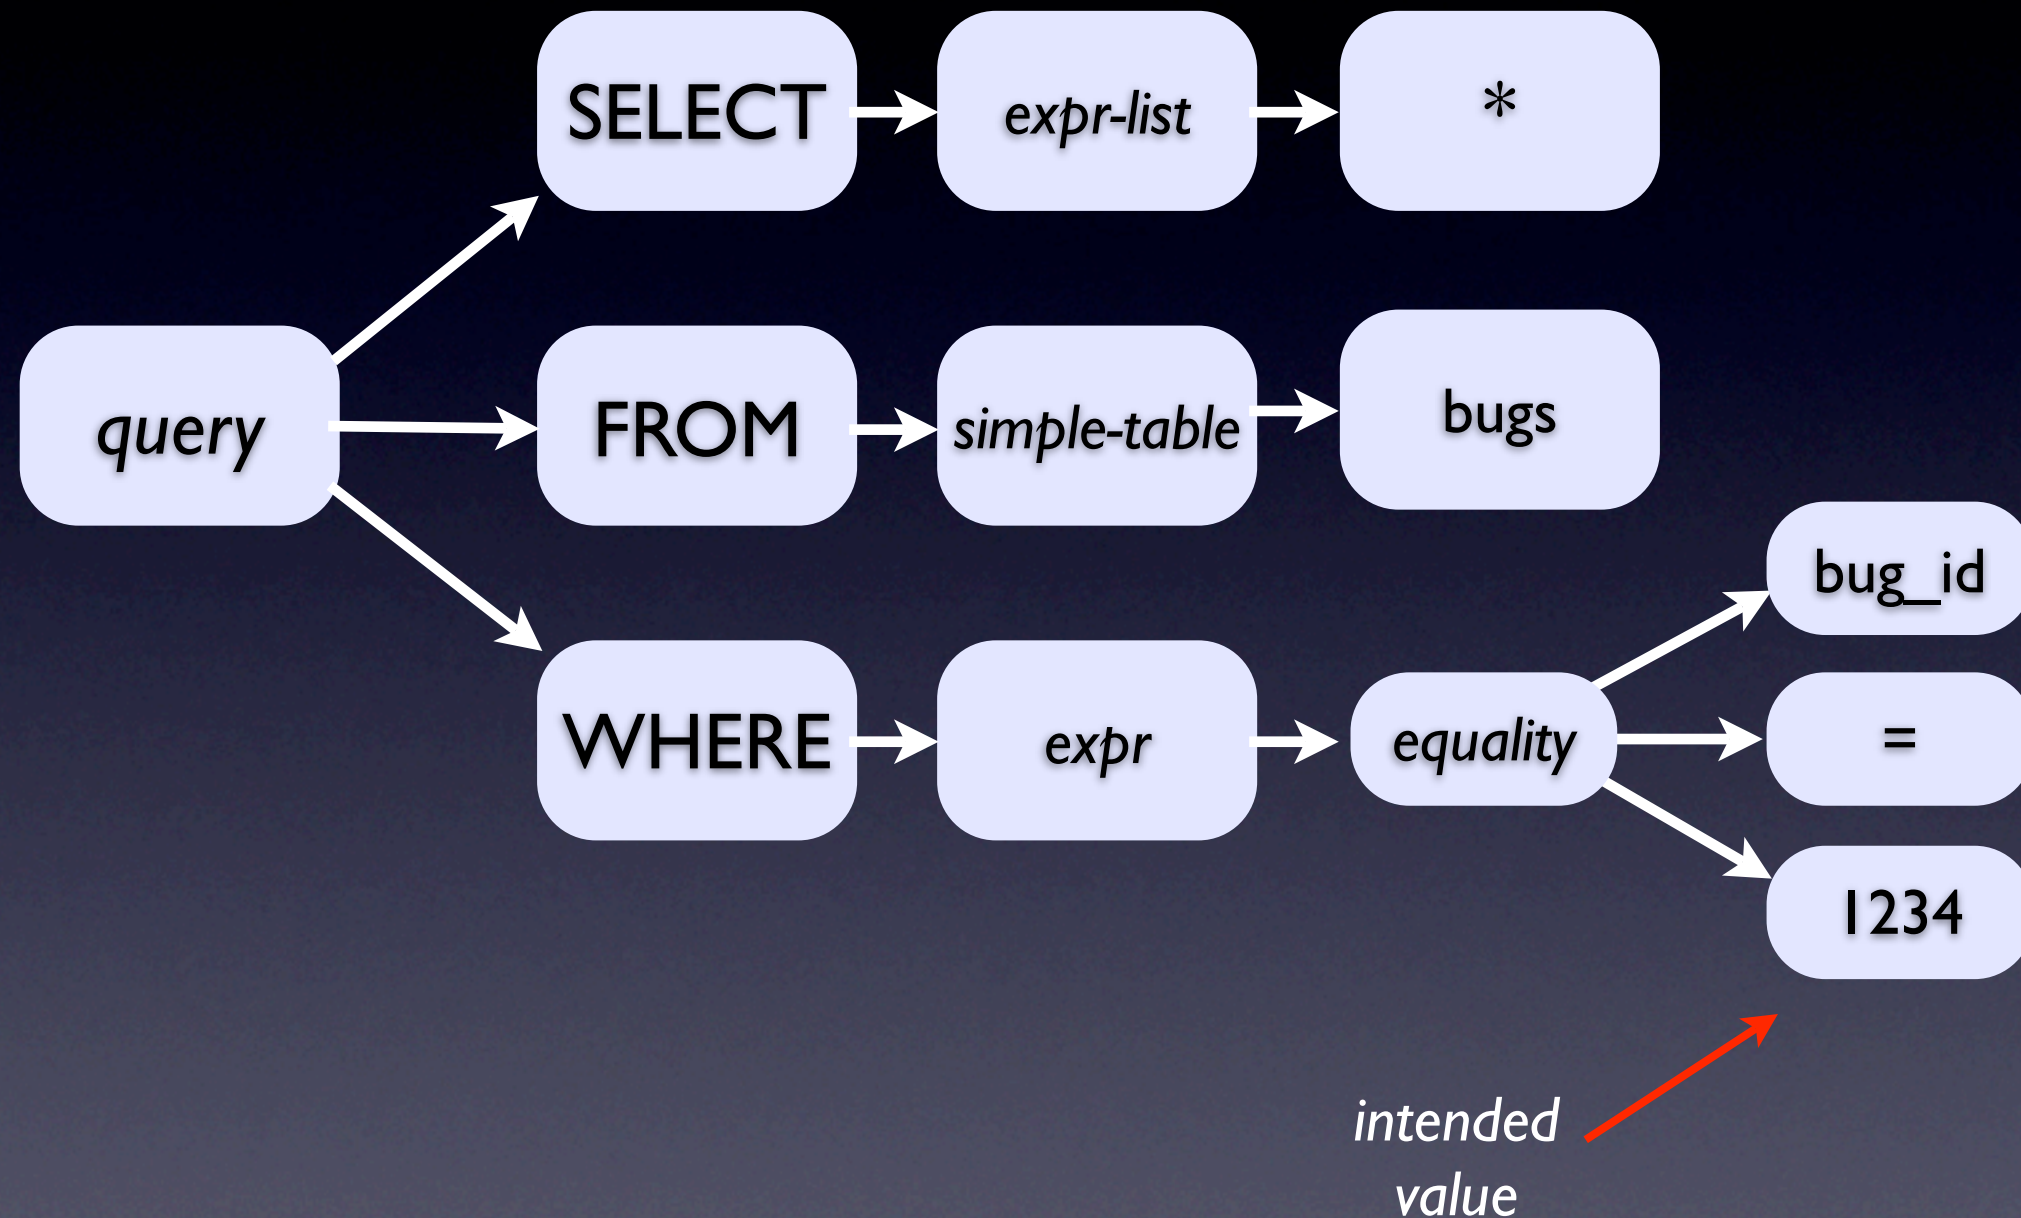 SELECT
expr-list
*
query
FROM
simple-table
bugs
WHERE
expr
equality
bug_id
=
1234
intended
value